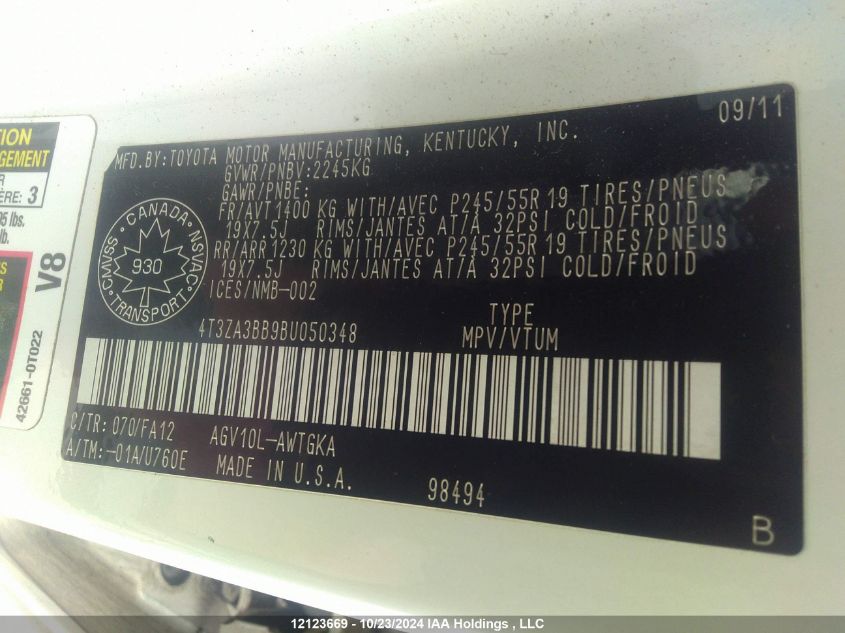 TION
GEMENT
R
ERE: 3
95 lbs.
lb.
S
R
V8
42661-0T022
09/11
MFD.BY:TOYOTA MOTOR MANUFACTURING, KENTUCKY, INC.
GVWR/PNBV:2245KG
GAWR/PNBE:
FR/AVT1400 KG WITH/AVEC P245/55R 19 TIRES/PNEUS
19X7.5J RIMS/JANTES AT/A 32PSI COLD/FROID
RR/ARR1230 KG WITH/AVEC P245/55R 19 TIRES/PNEUS
19X7.5J RIMS/JANTES AT/A 32PSI COLD/FROID
ICES/NMB-002
CANADA
CMVSS 930 NSVAC
TRANSPORT
4T3ZA3BB9BU050348
TYPE
MPV/VTUM
C/TR: 070/FA12 AGV10L-AWTGKA
A/TM:-01A/U760E MADE IN U.S.A.
98494
B
12123669 - 10/23/2024 IAA Holdings , LLC